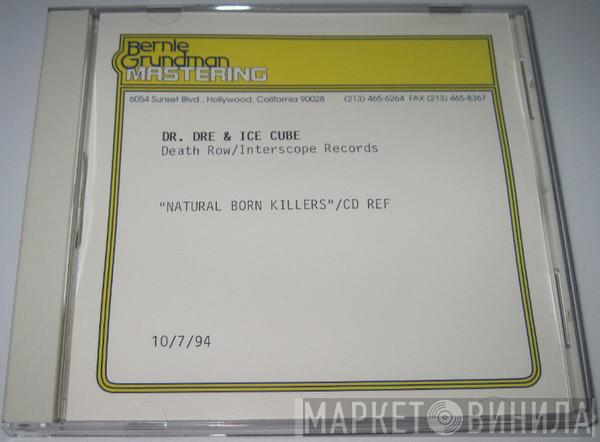 Bernie
Grundman
MASTERING
6054 Sunset Blvd., Hollywood, California 90028 (213) 465-6264 FAX (213) 465-8367
DR. DRE & ICE CUBE
Death Row/Interscope Records
"NATURAL BORN KILLERS"/CD REF
10/7/94
МАРКЕТ ВИНИЛА